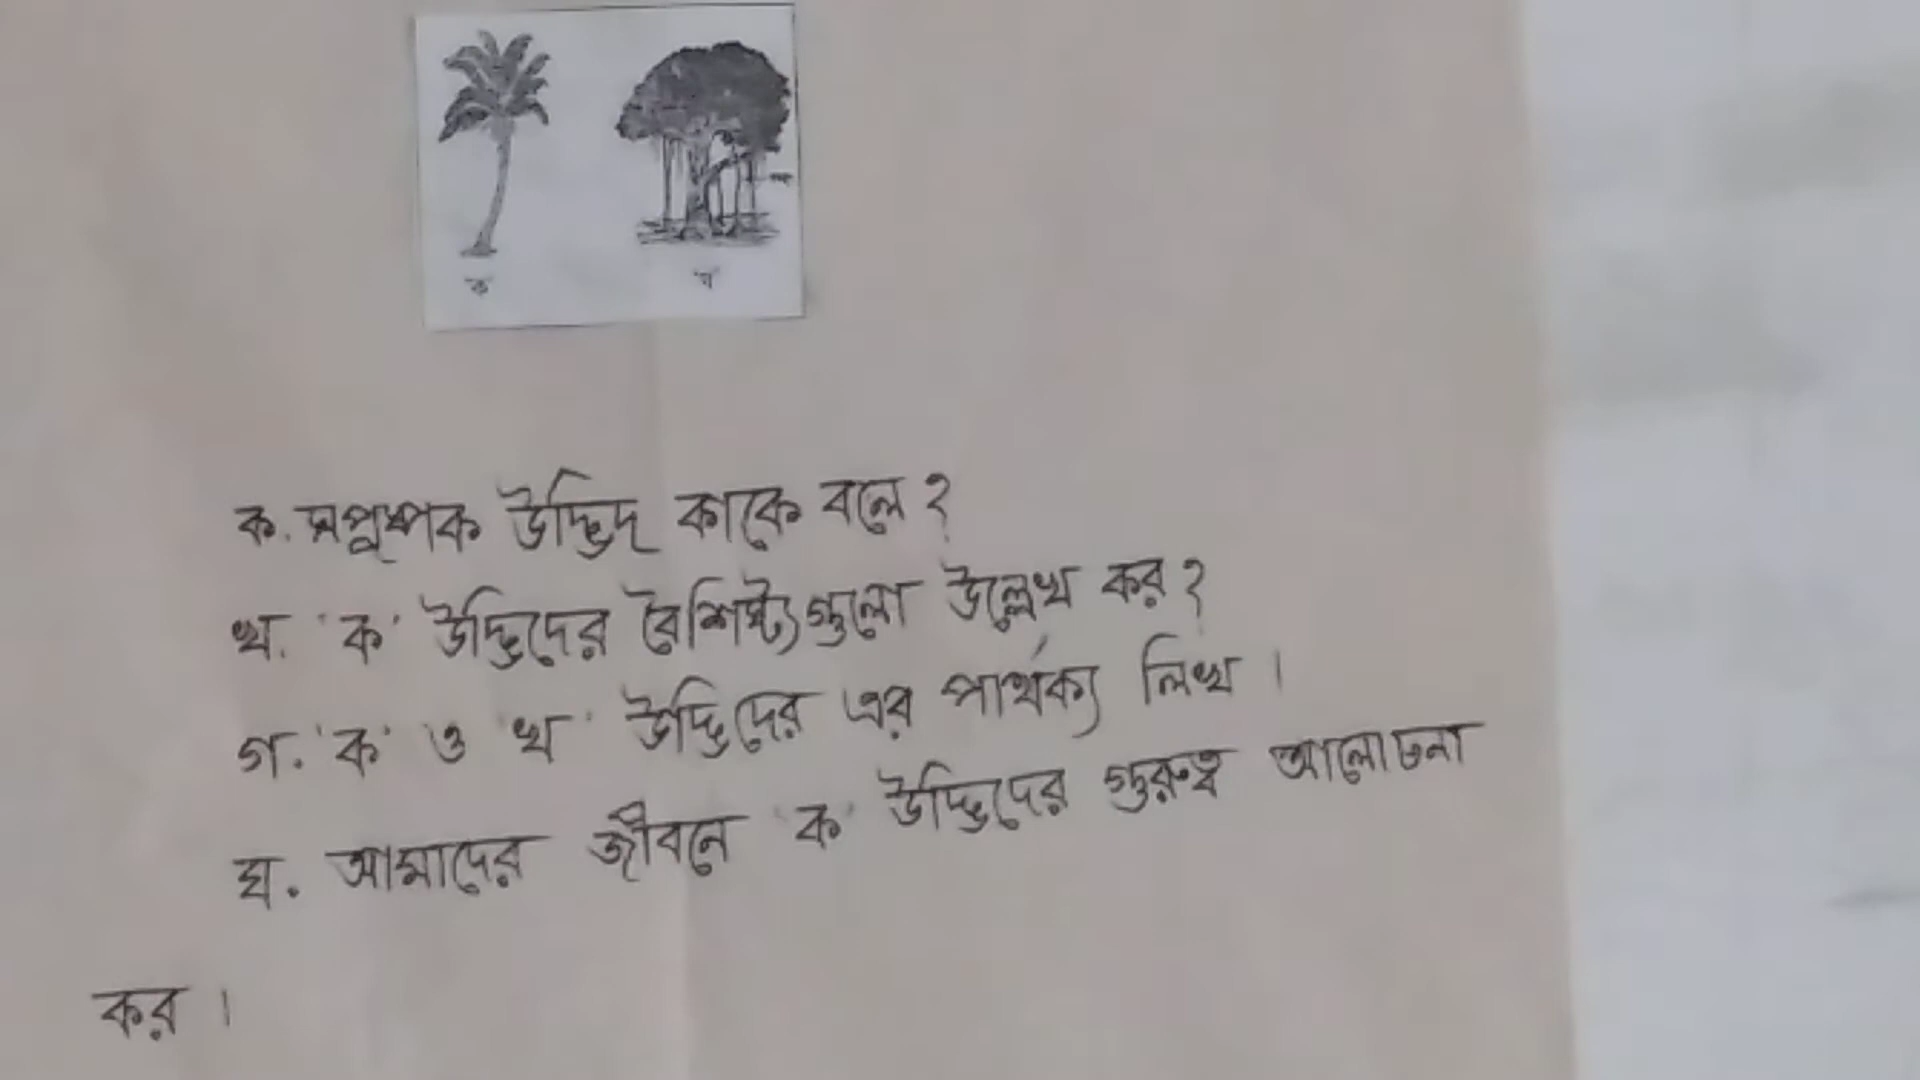 ক খ
ক. সপুষ্পক উদ্ভিদ কাকে বলে?
খ. 'ক' উদ্ভিদের বৈশিষ্ট্যগুলো উল্লেখ কর?
গ. 'ক' ও 'খ' উদ্ভিদের এর পার্থক্য লিখ।
ঘ. আমাদের জীবনে 'ক' উদ্ভিদের গুরুত্ব আলোচনা
কর।